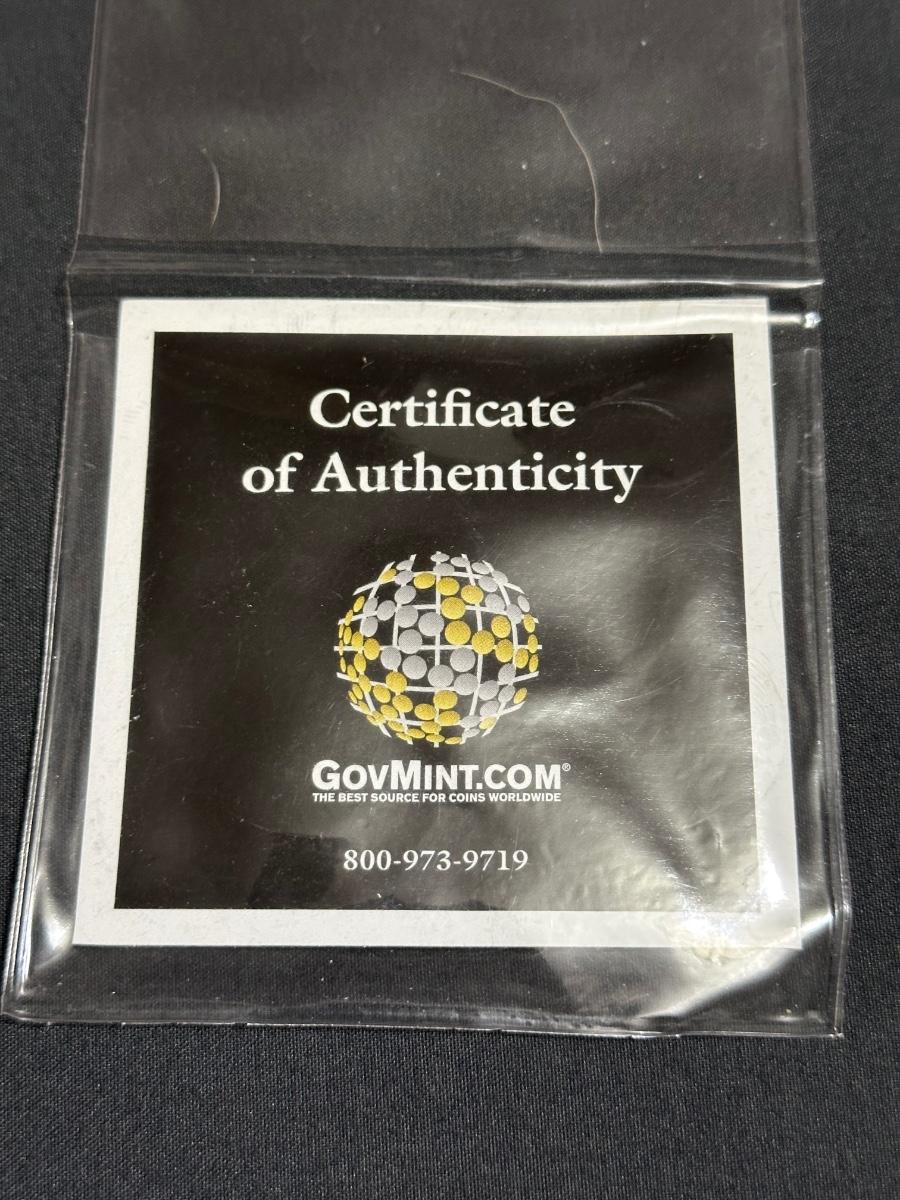 Certificate
of Authenticity
GOVMINT.COM®
THE BEST SOURCE FOR COINS WORLDWIDE
800-973-9719